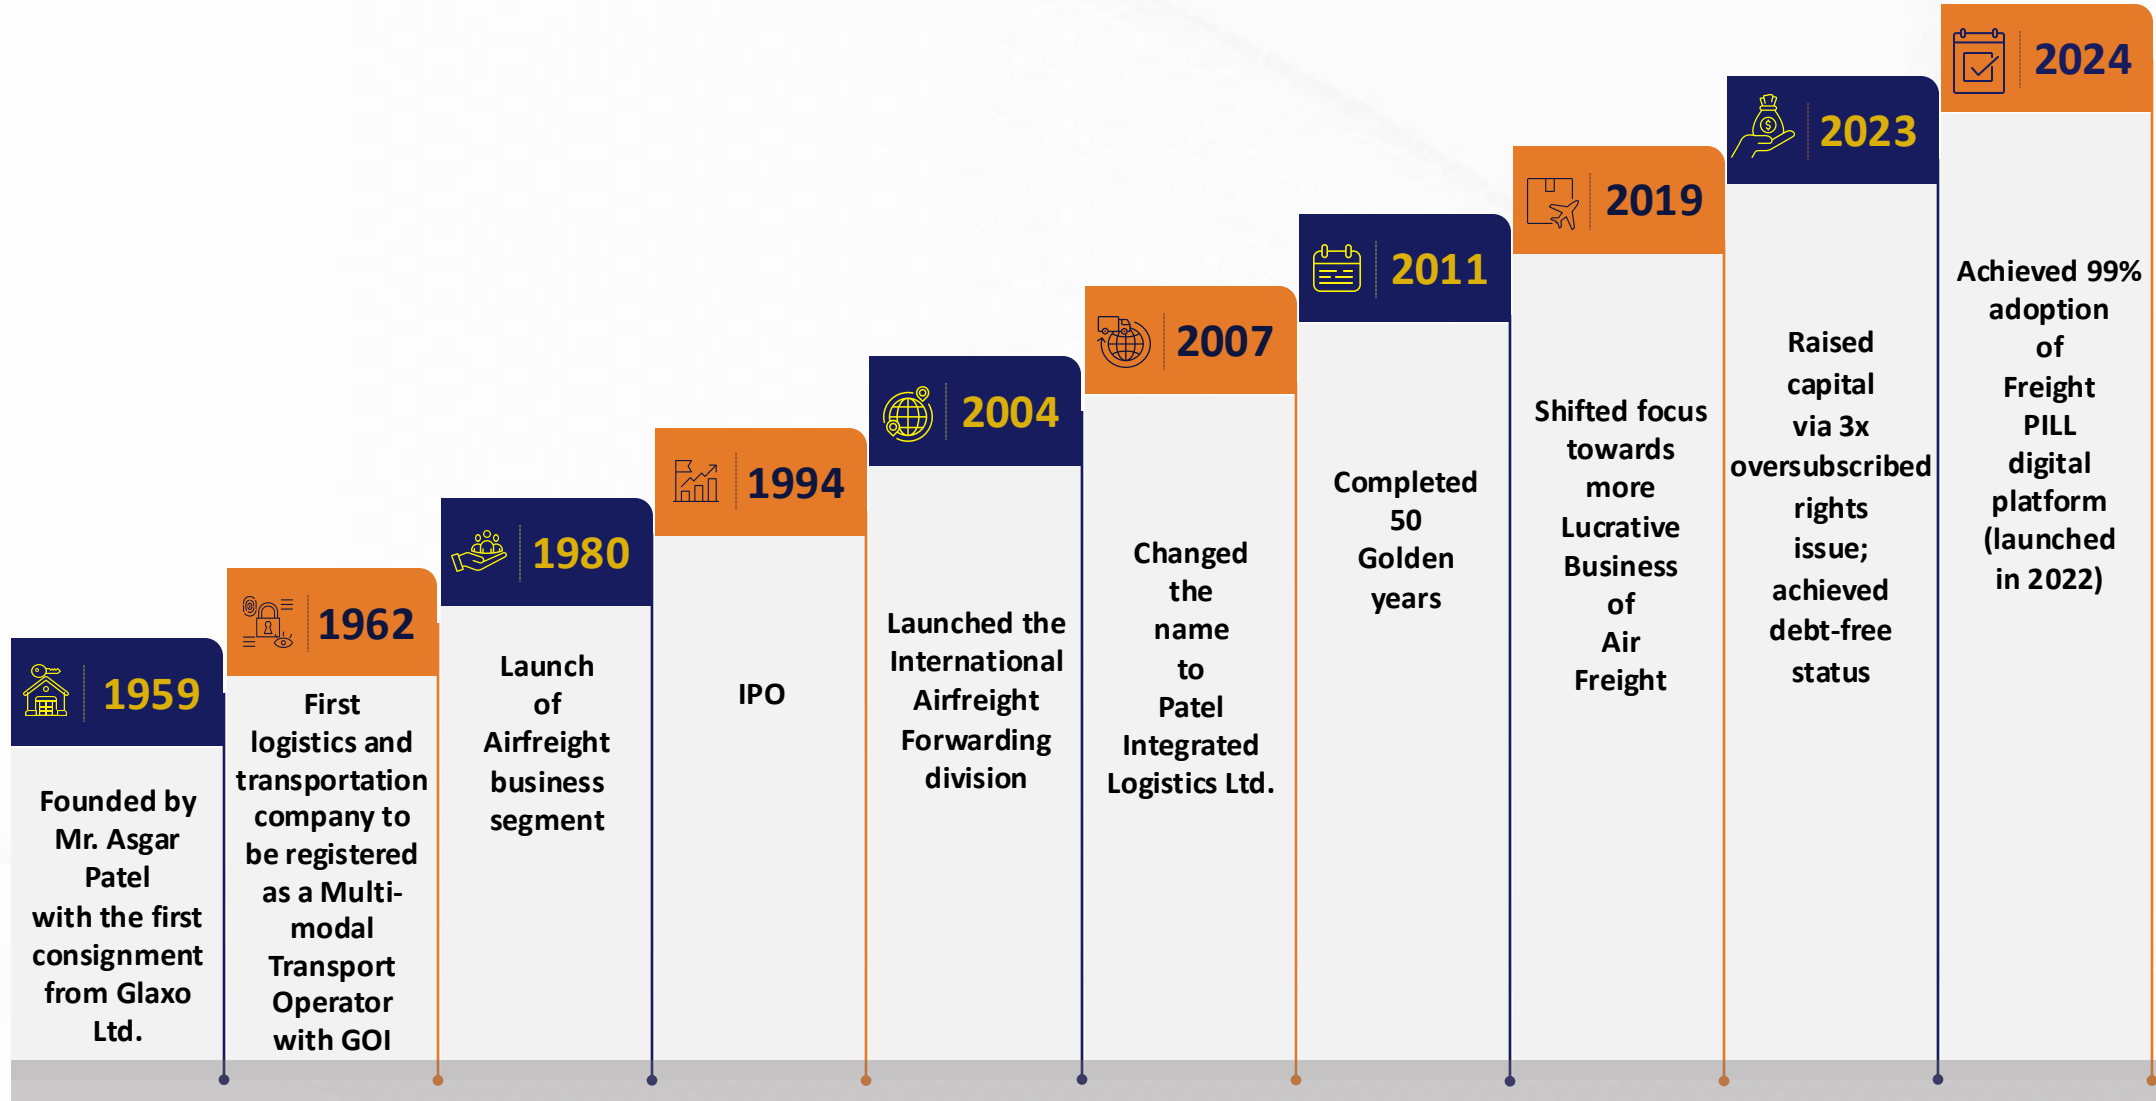 1959
Founded by
Mr. Asgar
Patel
with the first
consignment
from Glaxo
Ltd.
1962
First
logistics and
transportation
company to
be registered
as a Multi-
modal
Transport
Operator
with GOI
1980
Launch
of
Airfreight
business
segment
1994
IPO
2004
Launched the
International
Airfreight
Forwarding
division
2007
Changed
the
name
to
Patel
Integrated
Logistics Ltd.
2011
Completed
50
Golden
years
2019
Shifted focus
towards
more
Lucrative
Business
of
Air
Freight
2023
Raised
capital
via 3x
oversubscribed
rights
issue;
achieved
debt-free
status
2024
Achieved 99%
adoption
of
Freight
PILL
digital
platform
(launched
in 2022)